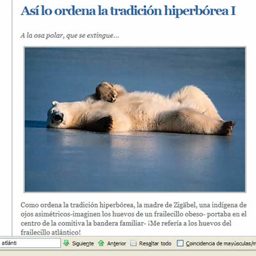 Así lo ordena la tradición hiperbórea I
A la osa polar, que se extingue...
Como ordena la tradición hiperbórea, la madre de Zigäbel, una indígena de
ojos asimétricos-imaginen los huevos de un frailecillo obeso- portaba en el
centro de la comitiva la bandera familiar- ¡Me refería a los huevos del
frailecillo atlántico!
atlánti Siguiente Anterior Resaltar todo Coincidencia de mayúsculas/m